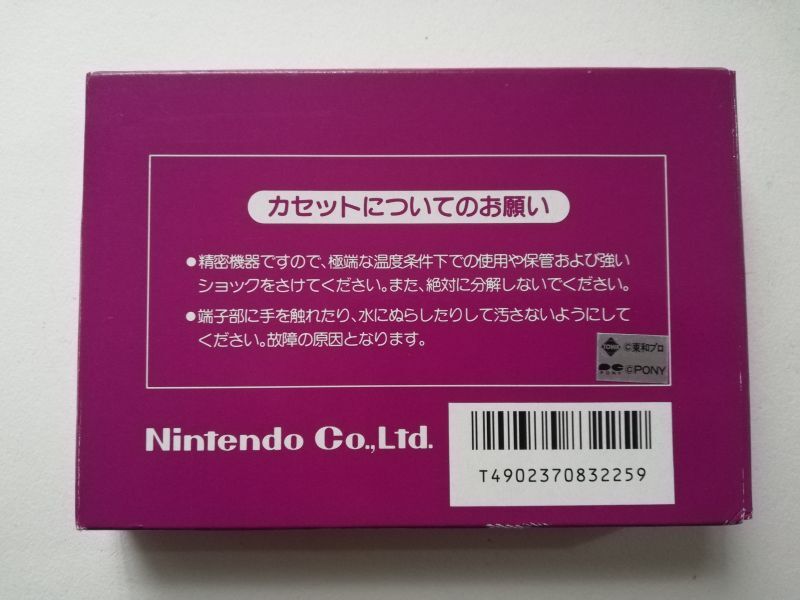 カセットについてのお願い
●精密機器ですので、極端な温度条件下での使用や保管および強い
ショックをさけてください。また、絶対に分解しないでください。
●端子部に手を触れたり、水にぬらしたりして汚さないようにして
ください。故障の原因となります。
TOWA ©東和プロ
PONY ©PONY
Nintendo Co.,Ltd.
T4902370832259